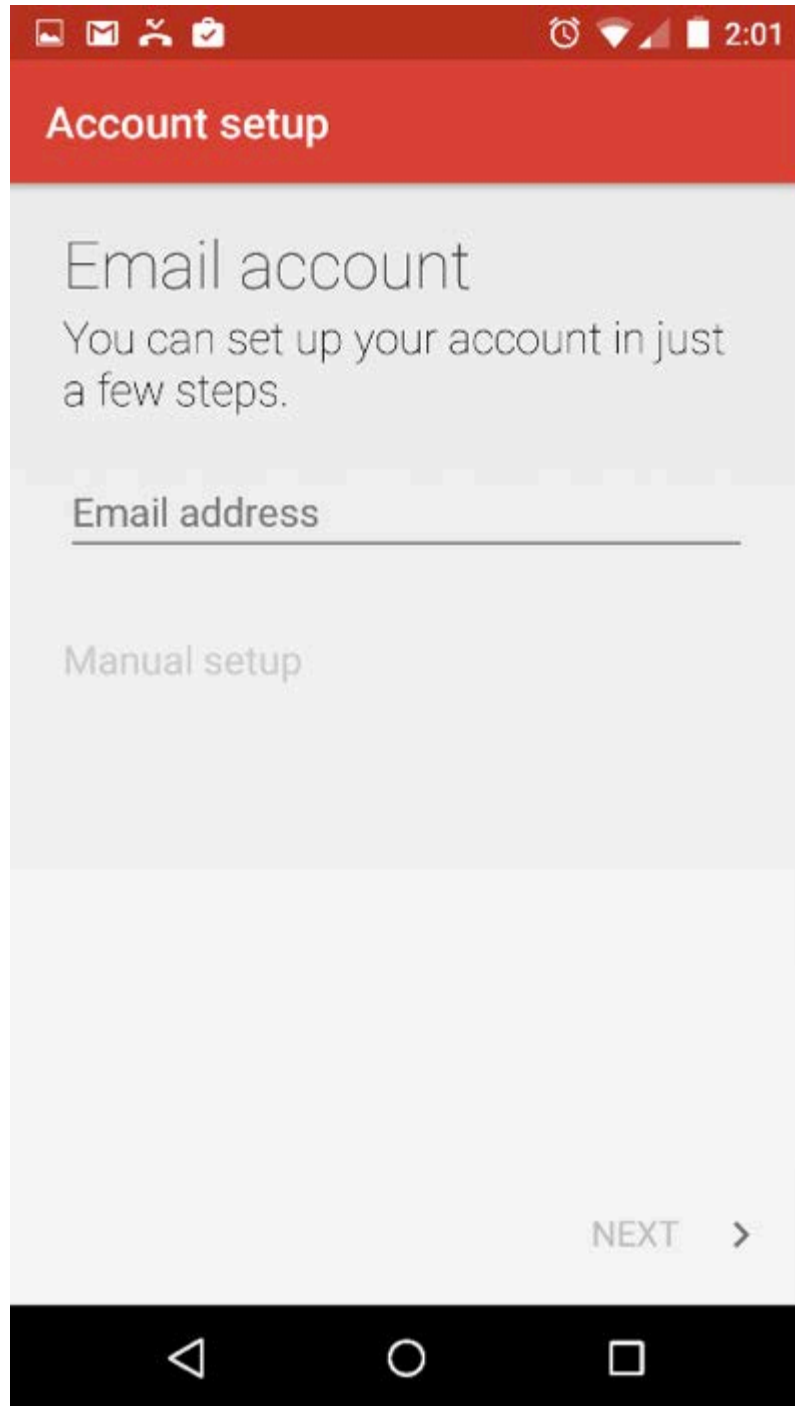 2:01
Account setup
Email account
You can set up your account in just
a few steps.
Email address
Manual setup
NEXT